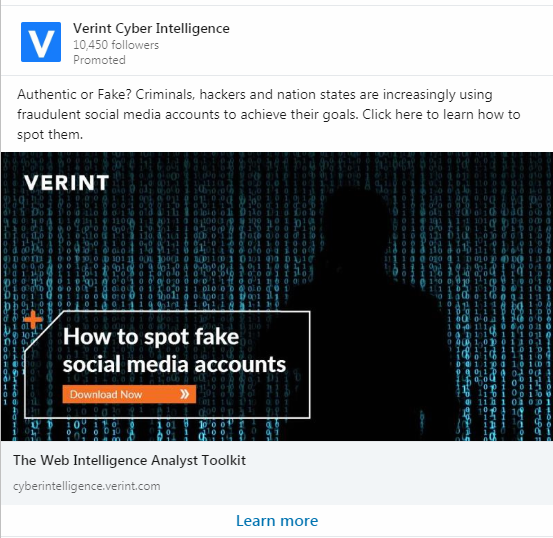 Verint Cyber Intelligence
10,450 followers
Promoted
Authentic or Fake? Criminals, hackers and nation states are increasingly using
fraudulent social media accounts to achieve their goals. Click here to learn how to
spot them.
VERINT
How to spot fake
social media accounts
Download Now
The Web Intelligence Analyst Toolkit
cyberintelligence.verint.com
Learn more